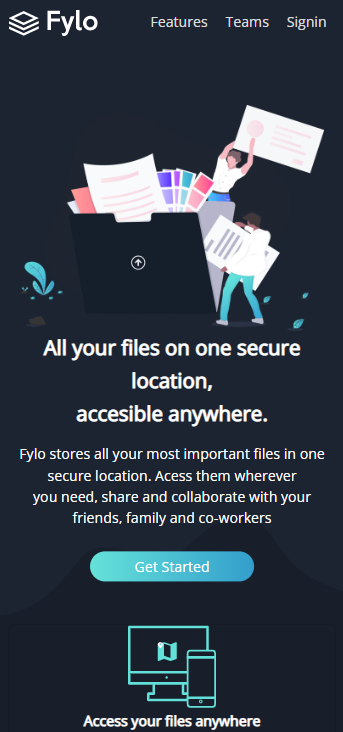 Fylo Features Teams Signin
All your files on one secure
location,
accesible anywhere.
Fylo stores all your most important files in one
secure location. Acess them wherever
you need, share and collaborate with your
friends, family and co-workers
Get Started
Access your files anywhere